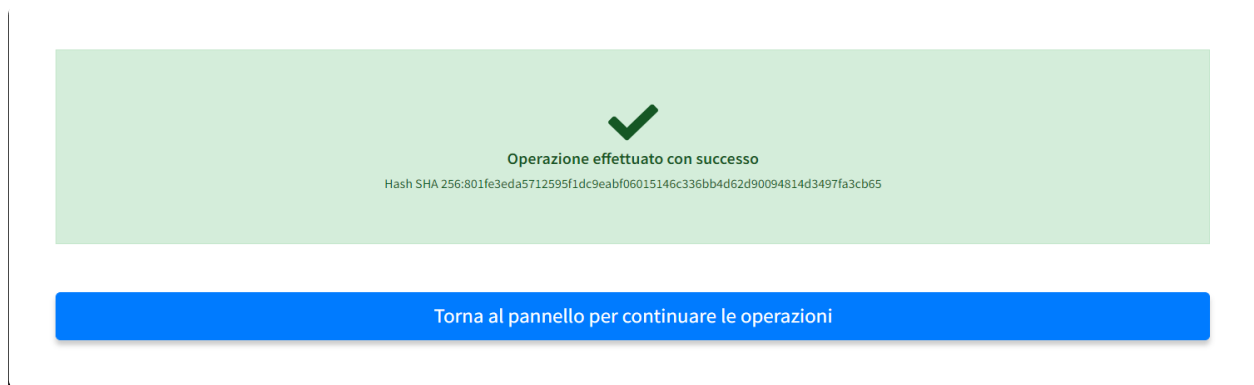 Operazione effettuato con successo
Hash SHA 256:801fe3eda5712595f1dc9eabf06015146c336bb4d62d90094814d3497fa3cb65
Torna al pannello per continuare le operazioni